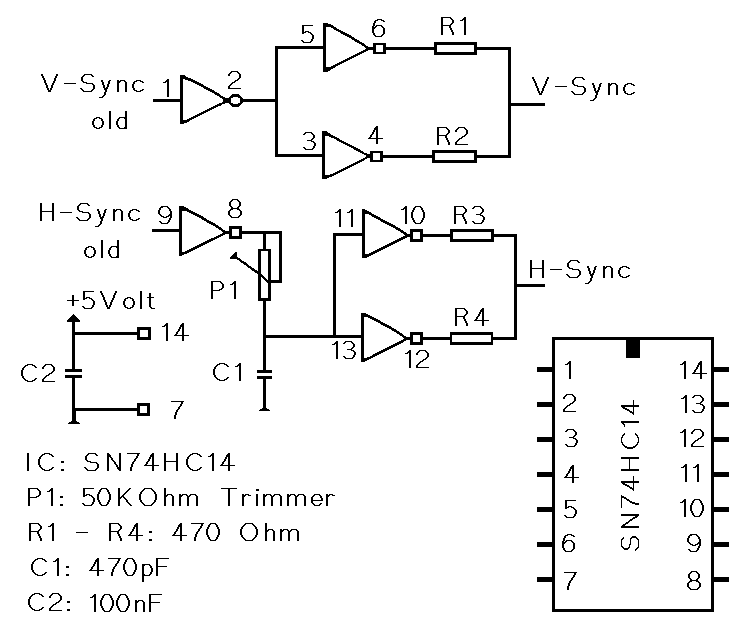 V-Sync
old
1
2
5
6
R1
3
4
R2
V-Sync
H-Sync
old
9
8
P1
11
10
R3
13
12
R4
H-Sync
C1
+5Volt
14
C2
7
IC: SN74HC14
P1: 50KOhm Trimmer
R1 - R4: 470 Ohm
C1: 470pF
C2: 100nF
1 14
2 13
3 12
4 11
5 10
6 9
7 8
SN74HC14